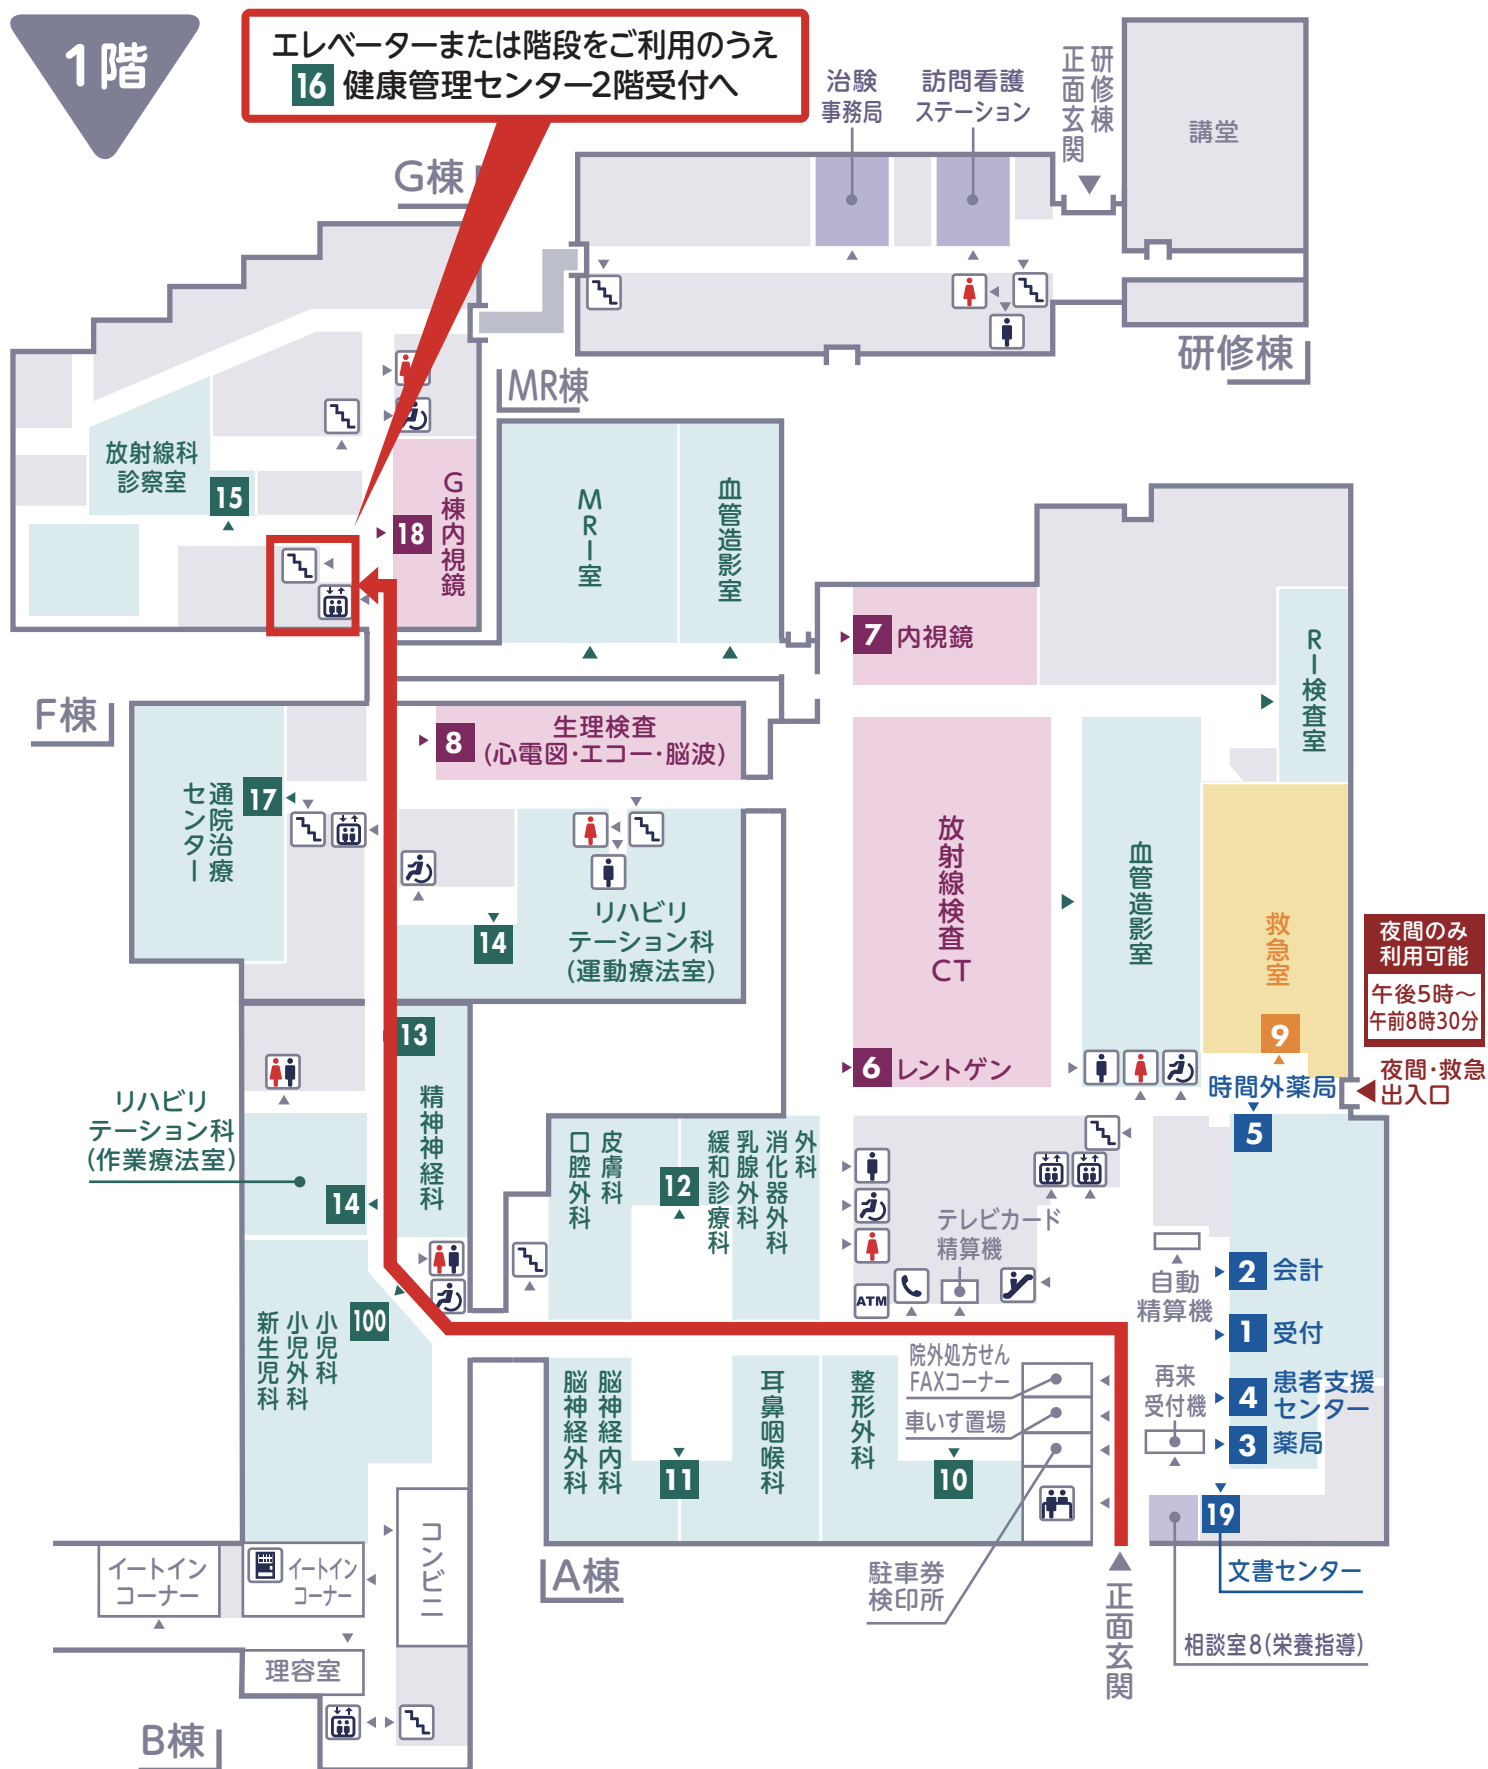 1階
エレベーターまたは階段をご利用のうえ
16 健康管理センター2階受付へ
G棟
治験
事務局
訪問看護
ステーション
研修棟
正面玄関
講堂
研修棟
MR棟
放射線科
診察室
15
18
G棟内視鏡
MRI室
血管造影室
7 内視鏡
RI検査室
F棟
8
生理検査
(心電図・エコー・脳波)
通院治療
センター
17
放射線検査
CT
血管造影室
救急室
9
夜間のみ
利用可能
午後5時～
午前8時30分
夜間・救急
出入口
14
リハビリ
テーション科
(運動療法室)
13
精神神経科
6 レントゲン
時間外薬局
5
リハビリ
テーション科
(作業療法室)
14
皮膚科
口腔外科
12
外科
消化器外科
乳腺外科
緩和診療科
テレビカード
精算機
ATM
自動
精算機
2 会計
1 受付
再来
受付機
4 患者支援
センター
3 薬局
100
小児科
小児外科
新生児科
脳神経内科
脳神経外科
11
耳鼻咽喉科
整形外科
10
院外処方せん
FAXコーナー
車いす置場
駐車券
検印所
19
文書センター
相談室8(栄養指導)
正面玄関
A棟
コンビニ
イートイン
コーナー
イートイン
コーナー
理容室
B棟